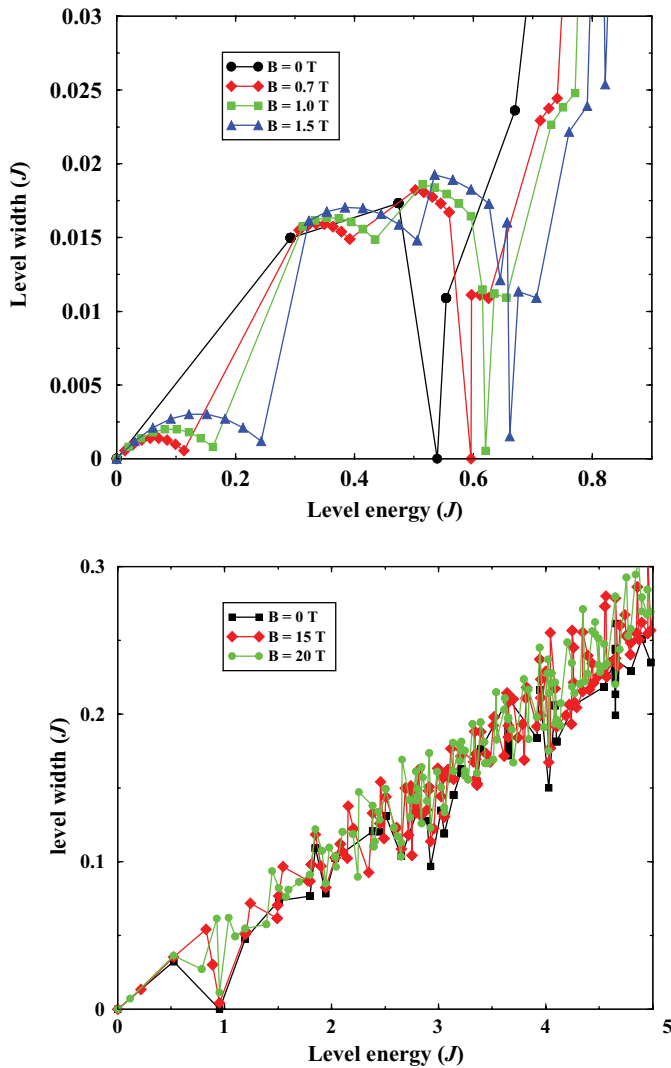 0.03
0.025
0.02
0.015
0.01
0.005
0
Level width (J)
B = 0 T
B = 0.7 T
B = 1.0 T
B = 1.5 T
0 0.2 0.4 0.6 0.8
Level energy (J)
0.3
0.2
0.1
0
level width (J)
B = 0 T
B = 15 T
B = 20 T
0 1 2 3 4 5
Level energy (J)